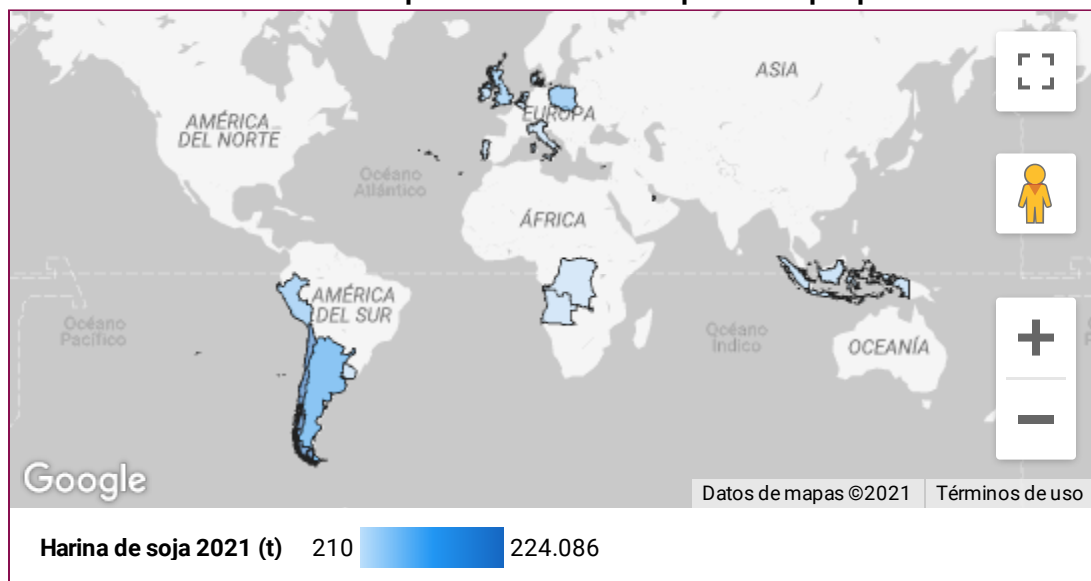 ASIA
AMÉRICA
DEL NORTE
EUROPA
Océano
Atlántico
ÁFRICA
AMÉRICA
DEL SUR
Océano
Pacífico
Océano
Índico
OCEANÍA
Google
Datos de mapas ©2021 Términos de uso
Harina de soja 2021 (t) 210 224.086